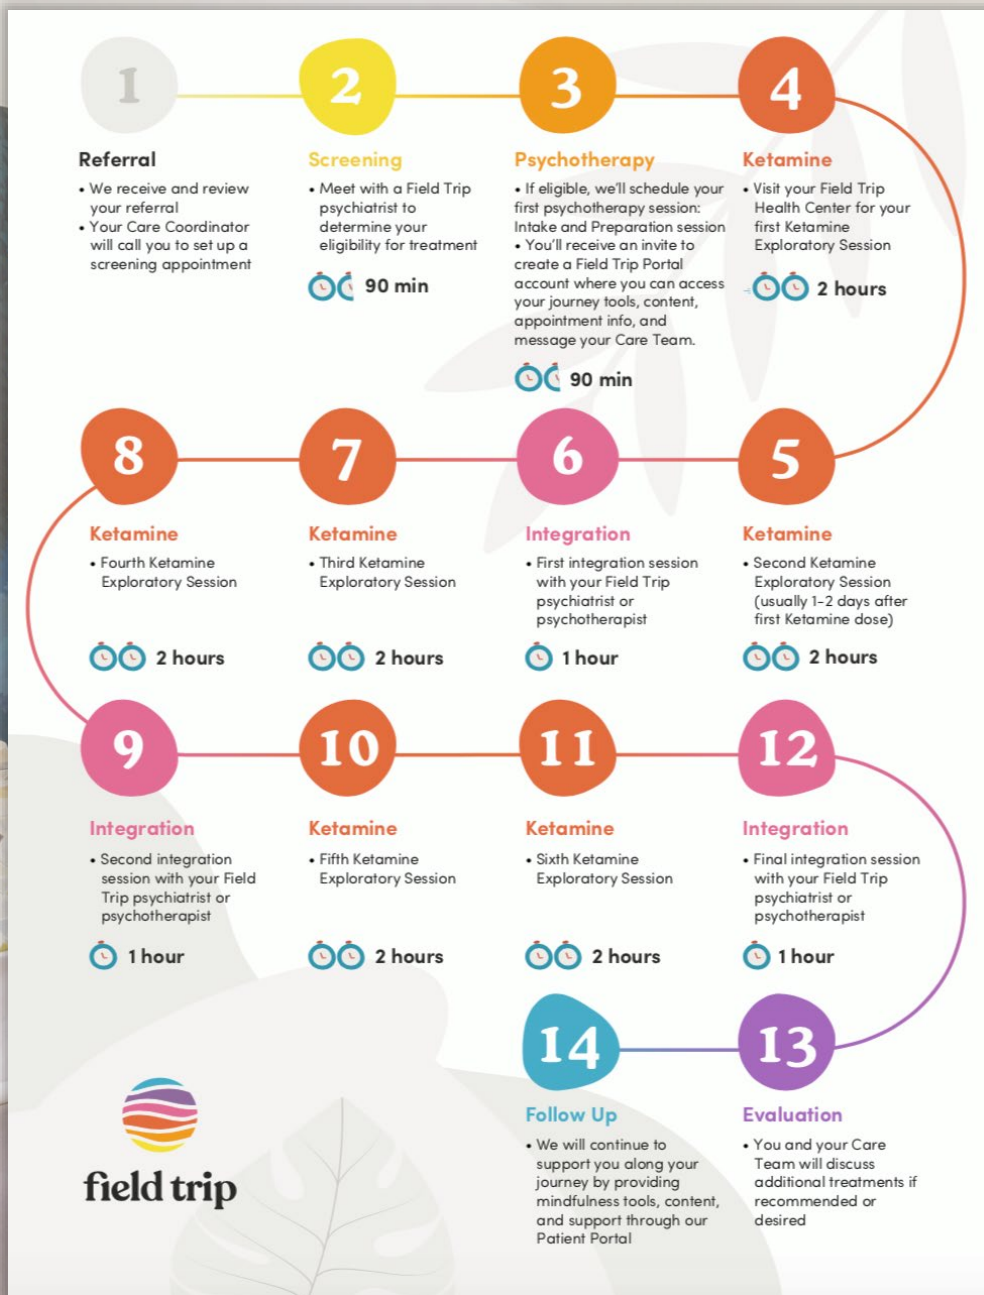 1
Referral
• We receive and review
your referral
• Your Care Coordinator
will call you to set up a
screening appointment
2
Screening
• Meet with a Field Trip
psychiatrist to
determine your
eligibility for treatment
90 min
3
Psychotherapy
• If eligible, we'll schedule your
first psychotherapy session:
Intake and Preparation session
• You'll receive an invite to
create a Field Trip Portal
account where you can access
your journey tools, content,
appointment info, and
message your Care Team.
90 min
4
Ketamine
• Visit your Field Trip
Health Center for your
first Ketamine
Exploratory Session
2 hours
5
Ketamine
• Second Ketamine
Exploratory Session
(usually 1-2 days after
first Ketamine dose)
2 hours
6
Integration
• First integration session
with your Field Trip
psychiatrist or
psychotherapist
1 hour
7
Ketamine
• Third Ketamine
Exploratory Session
2 hours
8
Ketamine
• Fourth Ketamine
Exploratory Session
2 hours
9
Integration
• Second integration
session with your Field
Trip psychiatrist or
psychotherapist
1 hour
10
Ketamine
• Fifth Ketamine
Exploratory Session
2 hours
11
Ketamine
• Sixth Ketamine
Exploratory Session
2 hours
12
Integration
• Final integration session
with your Field Trip
psychiatrist or
psychotherapist
1 hour
13
Evaluation
• You and your Care
Team will discuss
additional treatments if
recommended or
desired
14
Follow Up
• We will continue to
support you along your
journey by providing
mindfulness tools, content,
and support through our
Patient Portal
field trip